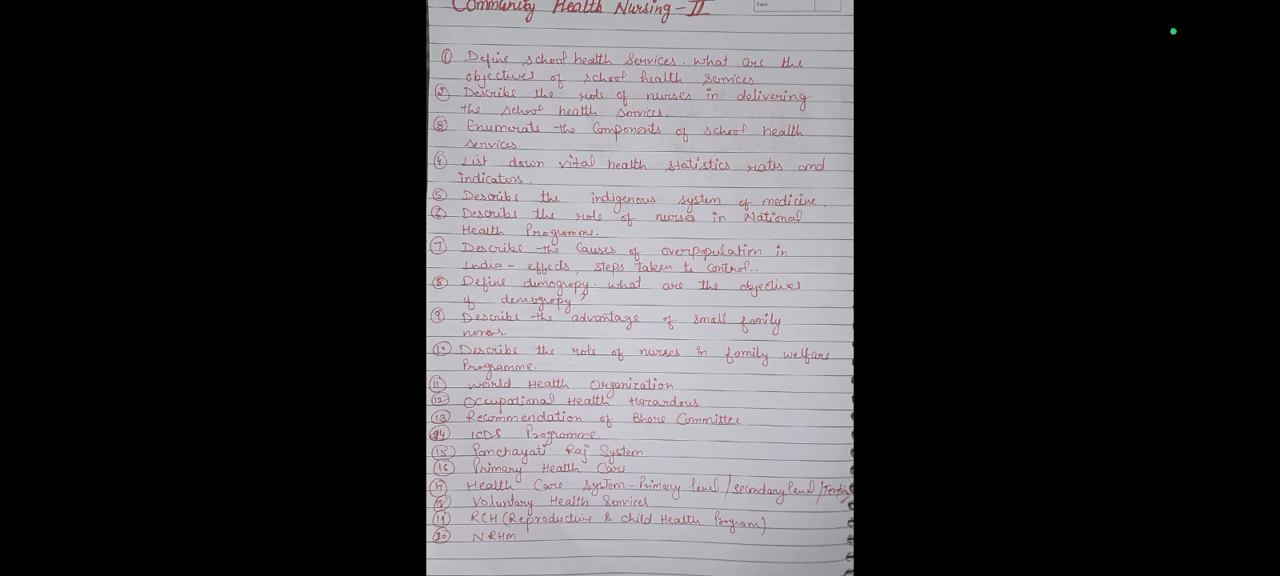 Community Health Nursing - II
Date
① Define school health Services. what are the
objectives of school health services.
② Describe the role of nurses in delivering
the school health services.
③ Enumerate the Components of school health
services
④ List down vital health statistics rates and
indicators.
⑤ Describe the indigenous system of medicine.
⑥ Describe the role of nurses in National
Health Programme.
⑦ Describe the Causes of overpopulation in
India - effects, steps taken to control..
⑧ Define dimogropy. what are the objectives
of demogropy?
⑨ Describe the advantage of small family
norms.
⑩ Describe the role of nurses in family welfare
Programme.
⑪ World Health Organization
⑫ Occupational Health Hazardous.
⑬ Recommendation of Bhore Committee
⑭ ICDS Programme.
⑮ Panchayati Raj System
⑯ Primary Health Care
⑰ Health Care System - Primary level / secondary level / Tertiary
⑱ Voluntary Health Services
⑲ RCH (Reproductive & child Health Program)
⑳ NRHM